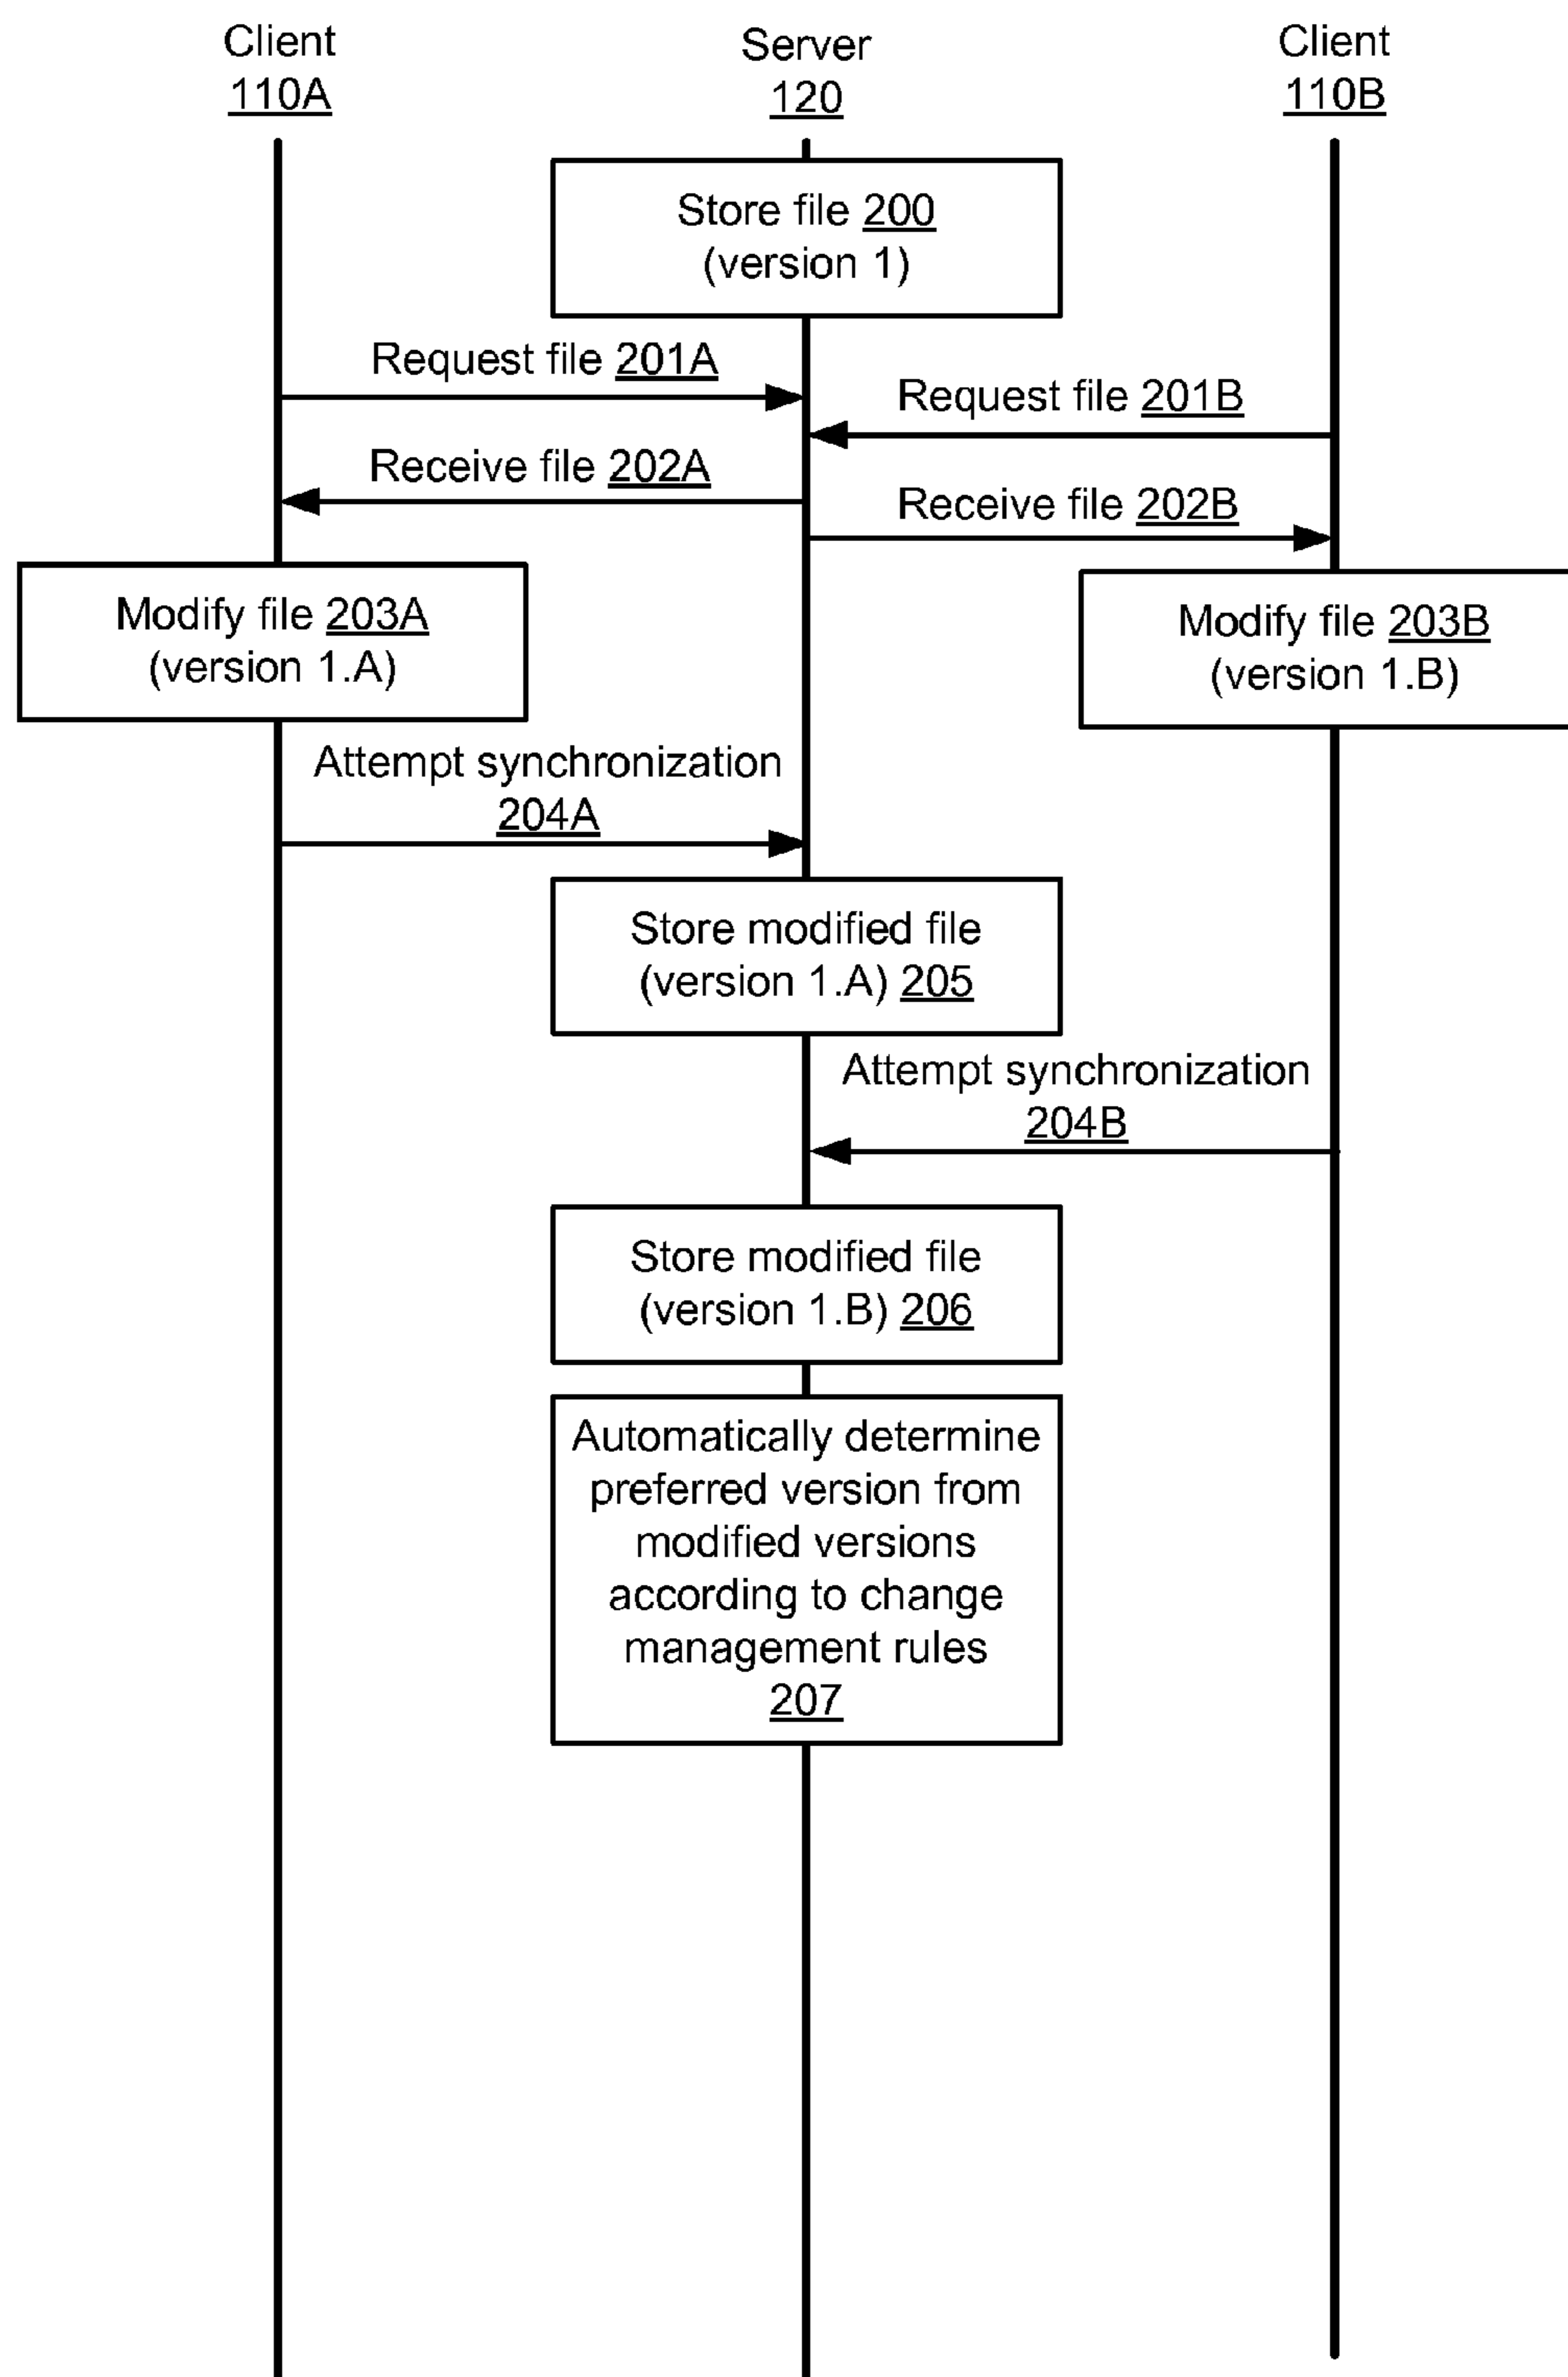 Client
110A
Server
120
Client
110B
Store file 200
(version 1)
Request file 201A
Request file 201B
Receive file 202A
Receive file 202B
Modify file 203A
(version 1.A)
Modify file 203B
(version 1.B)
Attempt synchronization
204A
Store modified file
(version 1.A) 205
Attempt synchronization
204B
Store modified file
(version 1.B) 206
Automatically determine
preferred version from
modified versions
according to change
management rules
207